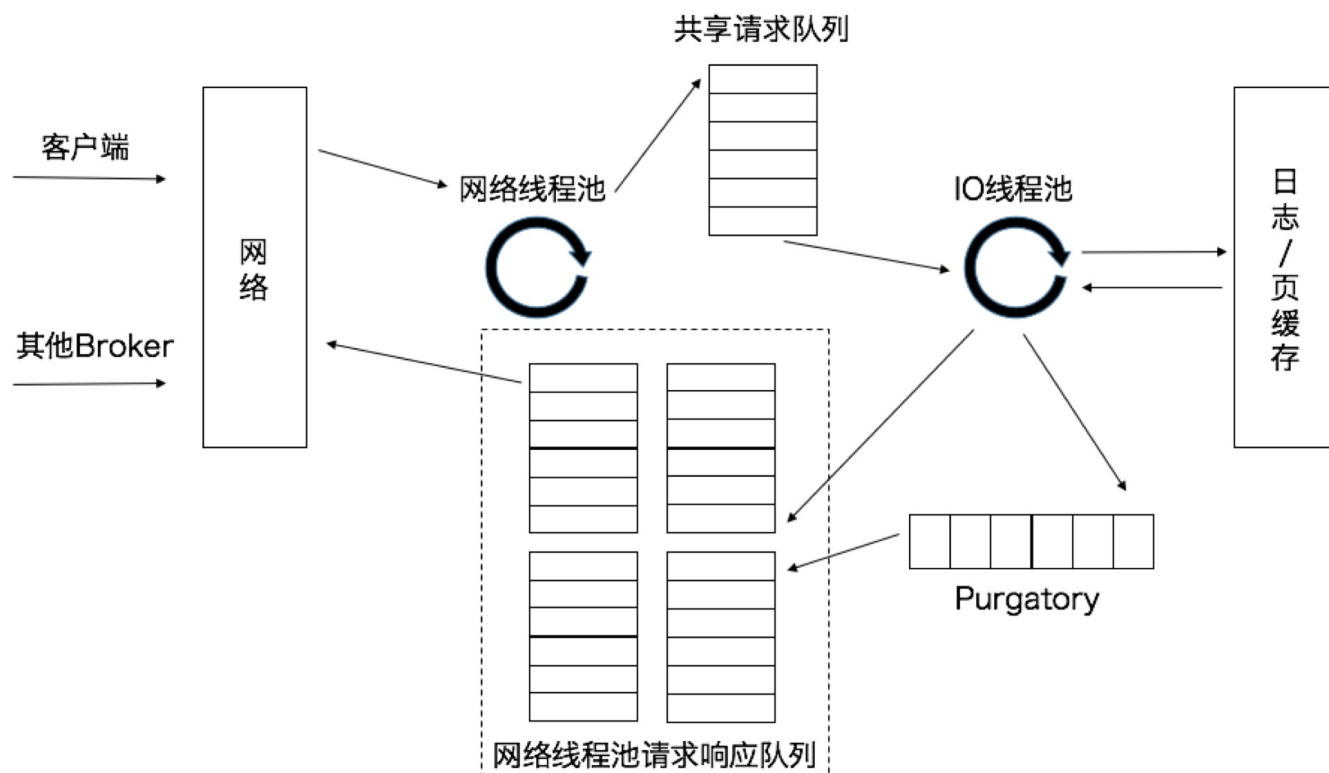 共享请求队列
客户端
网络线程池
IO线程池
网络
日志/页缓存
其他Broker
Purgatory
网络线程池请求响应队列